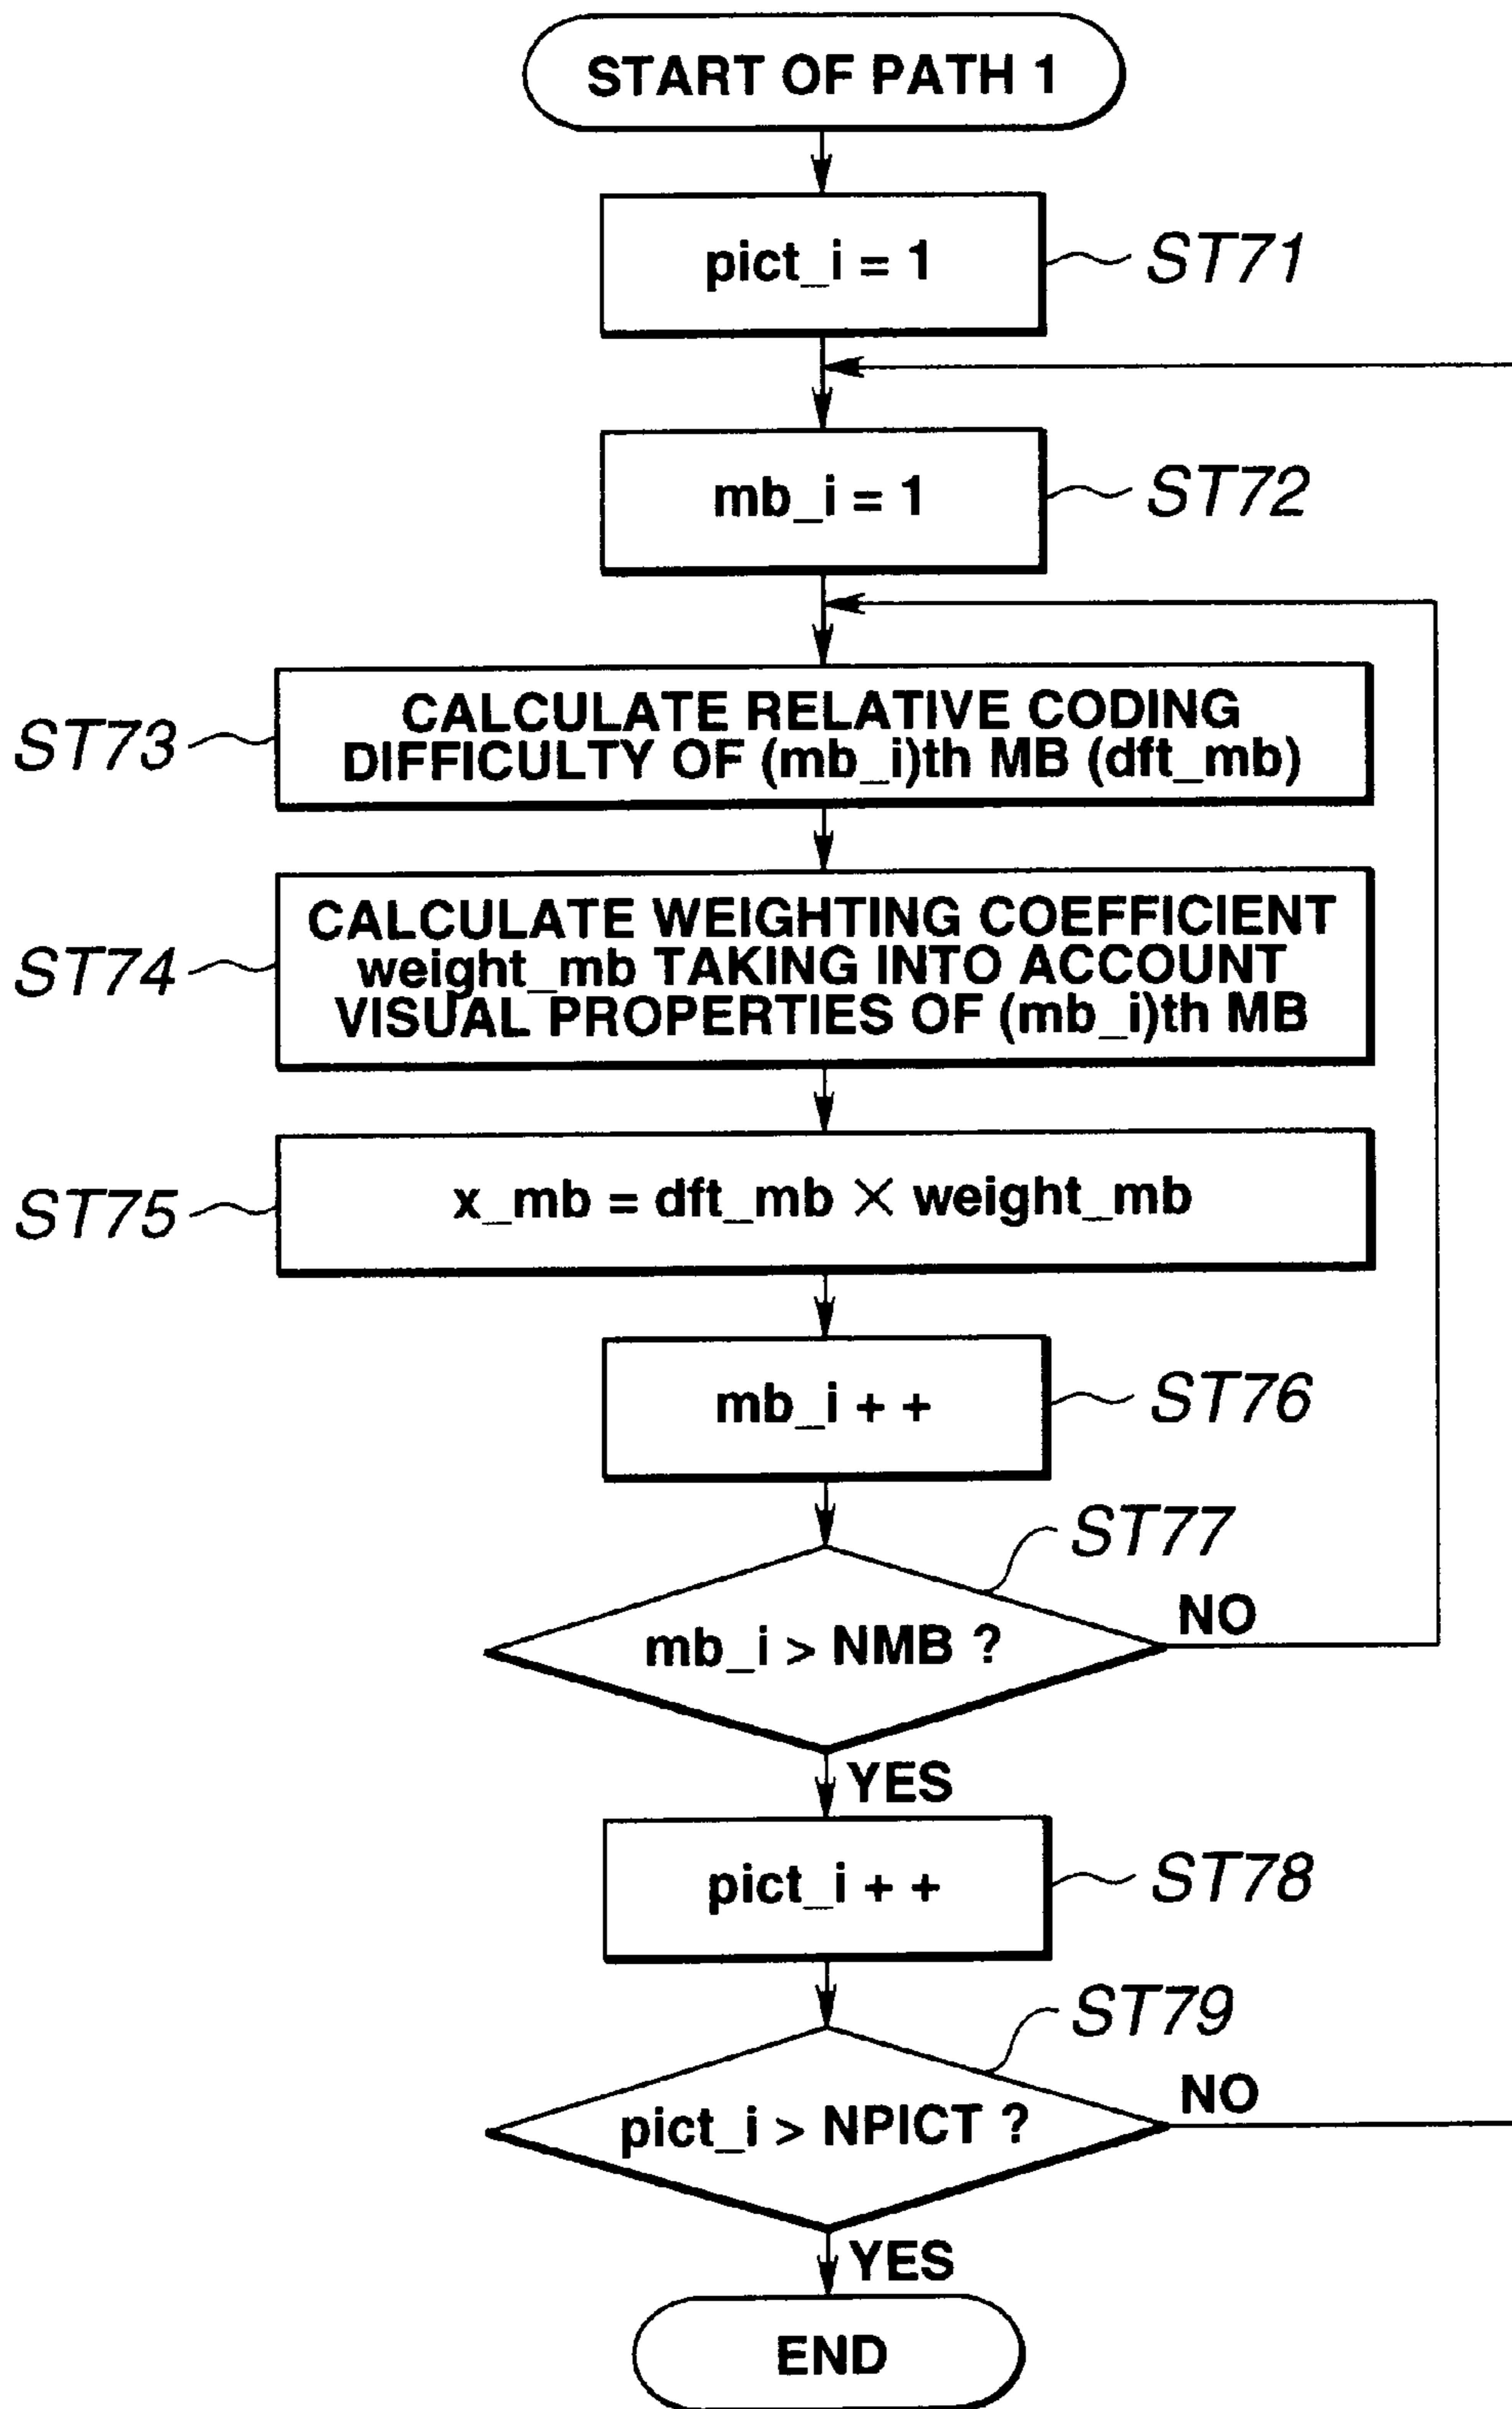 START OF PATH 1
pict_i = 1
ST71
mb_i = 1
ST72
ST73
CALCULATE RELATIVE CODING
DIFFICULTY OF (mb_i)th MB (dft_mb)
ST74
CALCULATE WEIGHTING COEFFICIENT
weight_mb TAKING INTO ACCOUNT
VISUAL PROPERTIES OF (mb_i)th MB
ST75
x_mb = dft_mb × weight_mb
mb_i + +
ST76
ST77
mb_i > NMB ?
NO
YES
pict_i + +
ST78
ST79
pict_i > NPICT ?
NO
YES
END